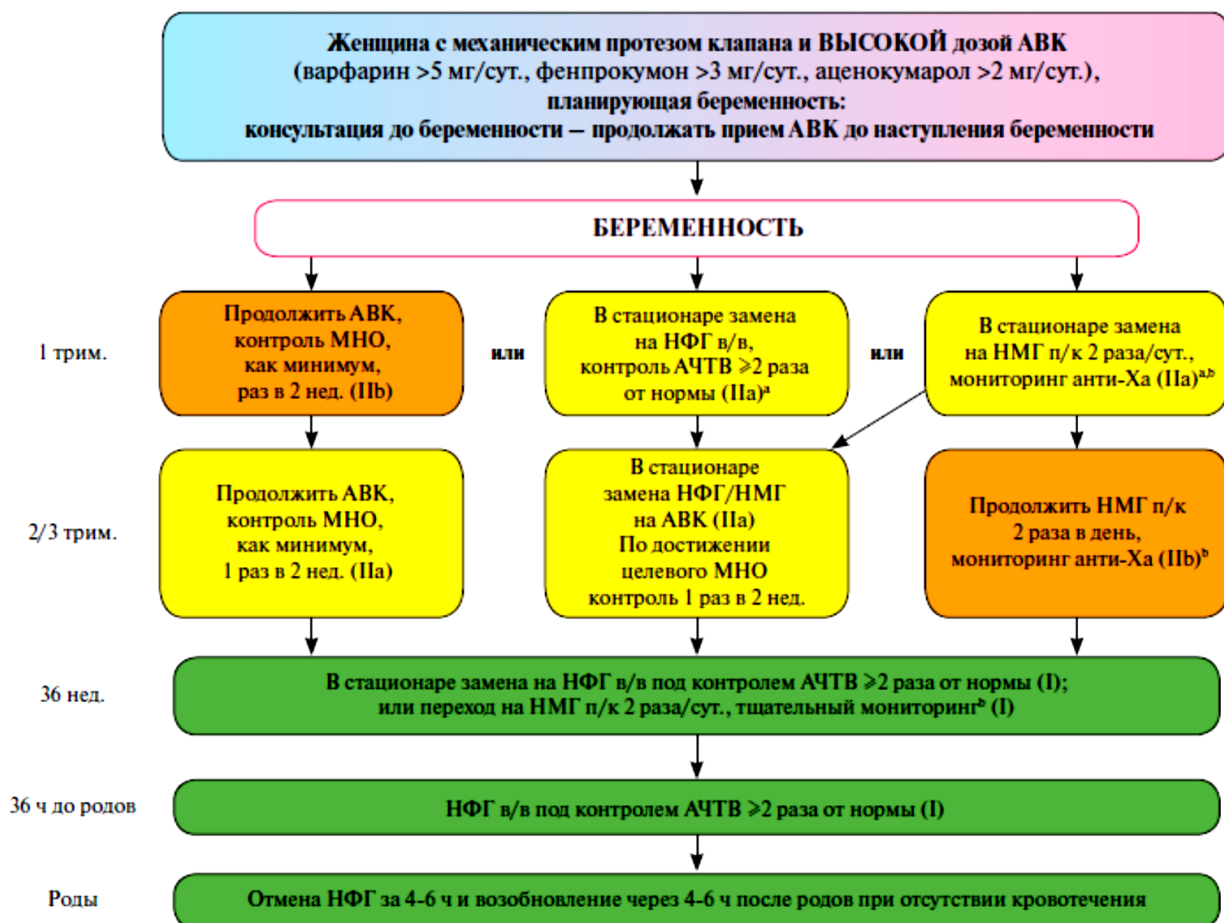 Женщина с механическим протезом клапана и ВЫСОКОЙ дозой АВК
(варфарин >5 мг/сут., фенпрокумон >3 мг/сут., аценокумарол >2 мг/сут.),
планирующая беременность:
консультация до беременности – продолжать прием АВК до наступления беременности
БЕРЕМЕННОСТЬ
1 трим.
Продолжить АВК,
контроль МНО,
как минимум,
раз в 2 нед. (IIb)
или
В стационаре замена
на НФГ в/в,
контроль АЧТВ ⩾2 раза
от нормы (IIa)ᵃ
или
В стационаре замена
на НМГ п/к 2 раза/сут.,
мониторинг анти-Ха (IIa)ᵃ,ᵇ
2/3 трим.
Продолжить АВК,
контроль МНО,
как минимум,
1 раз в 2 нед. (IIa)
В стационаре
замена НФГ/НМГ
на АВК (IIa)
По достижении
целевого МНО
контроль 1 раз в 2 нед.
Продолжить НМГ п/к
2 раза в день,
мониторинг анти-Ха (IIb)ᵇ
36 нед.
В стационаре замена на НФГ в/в под контролем АЧТВ ⩾2 раза от нормы (I);
или переход на НМГ п/к 2 раза/сут., тщательный мониторингᵇ (I)
36 ч до родов
НФГ в/в под контролем АЧТВ ⩾2 раза от нормы (I)
Роды
Отмена НФГ за 4-6 ч и возобновление через 4-6 ч после родов при отсутствии кровотечения